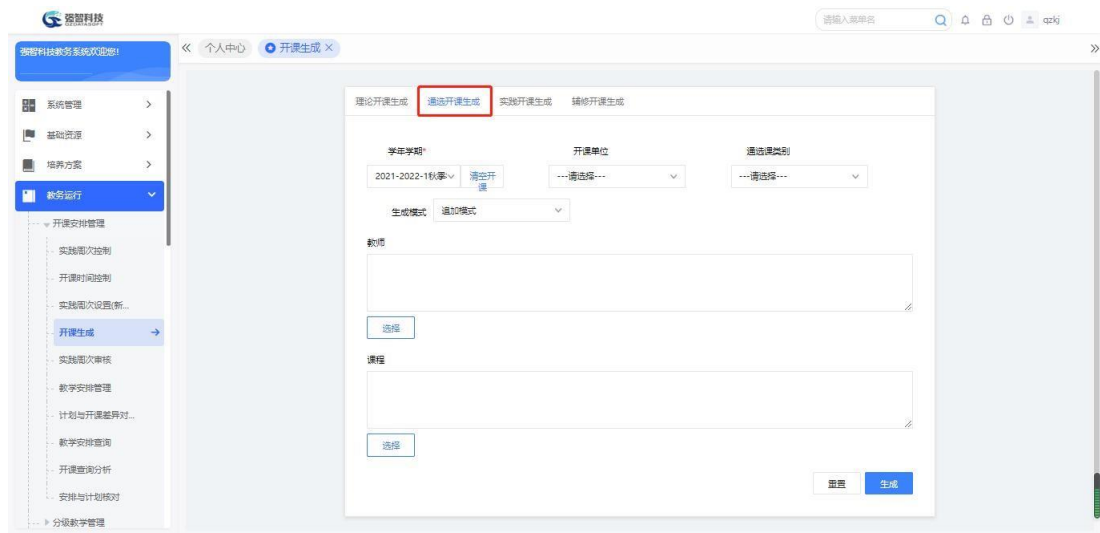 强智科技
QZDATASOFT
请输入菜单名
qzkj
强智科技教务系统欢迎您!
个人中心
开课生成
系统管理
基础资源
培养方案
教务运行
开课安排管理
实践周次控制
开课时间控制
实践周次设置(新...
开课生成
实践周次审核
教学安排管理
计划与开课差异对...
教学安排查询
开课查询分析
安排与计划核对
分级教学管理
理论开课生成 通选开课生成 实践开课生成 辅修开课生成
学年学期* 开课单位 通选课类别
2021-2022-1秋季 清空开课 ---请选择--- ---请选择---
生成模式 追加模式
教师
选择
课程
选择
重置 生成